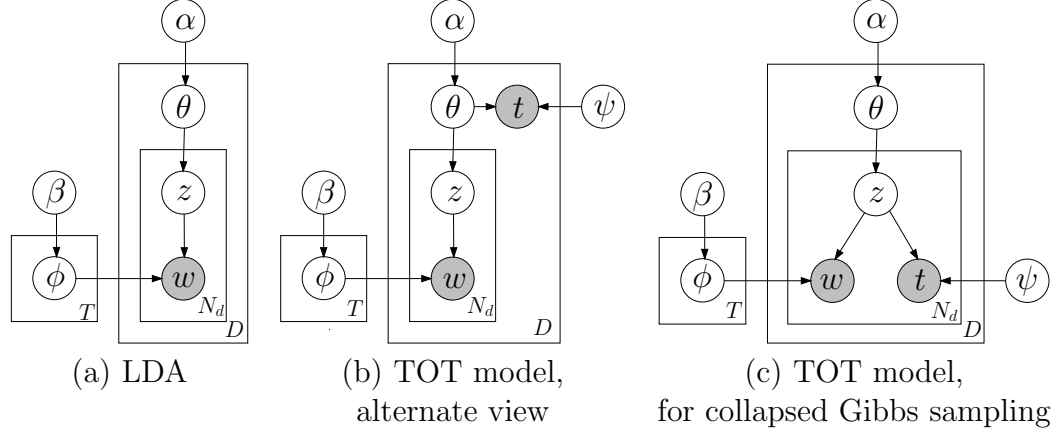 α
θ
β
z
ϕ
w
T
N_d
D
(a) LDA
α
θ
t
ψ
β
z
ϕ
w
T
N_d
D
(b) TOT model,
alternate view
α
θ
β
z
ϕ
w
t
ψ
T
N_d
D
(c) TOT model,
for collapsed Gibbs sampling